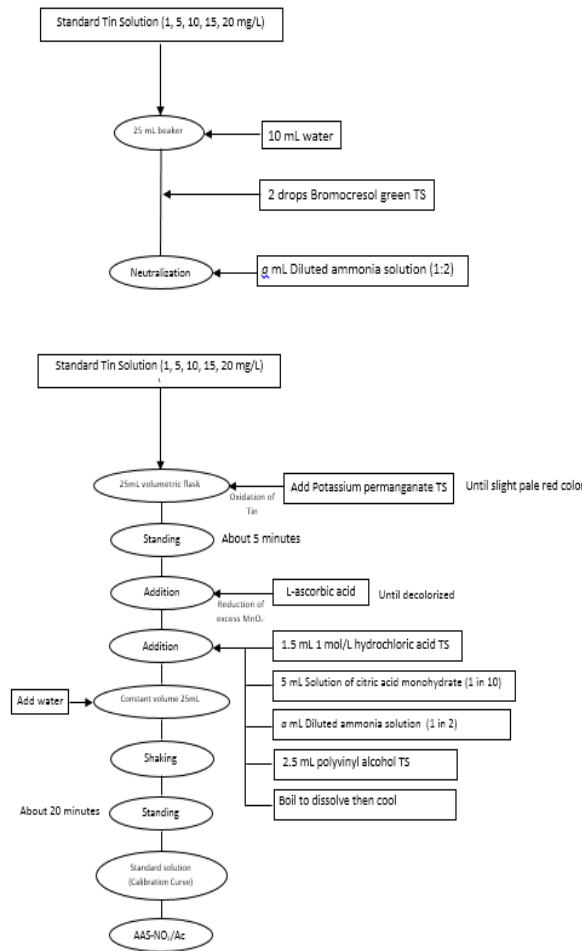 Standard Tin Solution (1, 5, 10, 15, 20 mg/L)
25 mL beaker
10 mL water
2 drops Bromocresol green TS
Neutralization
a mL Diluted ammonia solution (1:2)
Standard Tin Solution (1, 5, 10, 15, 20 mg/L)
25mL volumetric flask
Add Potassium permanganate TS
Until slight pale red color
Oxidation of
Tin
Standing
About 5 minutes
Addition
L-ascorbic acid
Until decolorized
Reduction of
excess MnO₄
Addition
1.5 mL 1 mol/L hydrochloric acid TS
5 mL Solution of citric acid monohydrate (1 in 10)
Add water
Constant volume 25mL
a mL Diluted ammonia solution (1 in 2)
Shaking
2.5 mL polyvinyl alcohol TS
About 20 minutes
Standing
Boil to dissolve then cool
Standard solution
(Calibration Curve)
AAS-NO₂/Ac